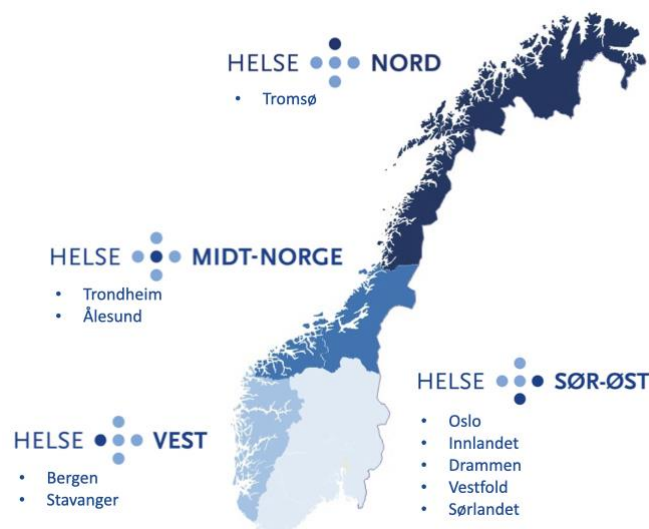 HELSE NORD
• Tromsø
HELSE MIDT-NORGE
• Trondheim
• Ålesund
HELSE SØR-ØST
• Oslo
• Innlandet
• Drammen
• Vestfold
• Sørlandet
HELSE VEST
• Bergen
• Stavanger